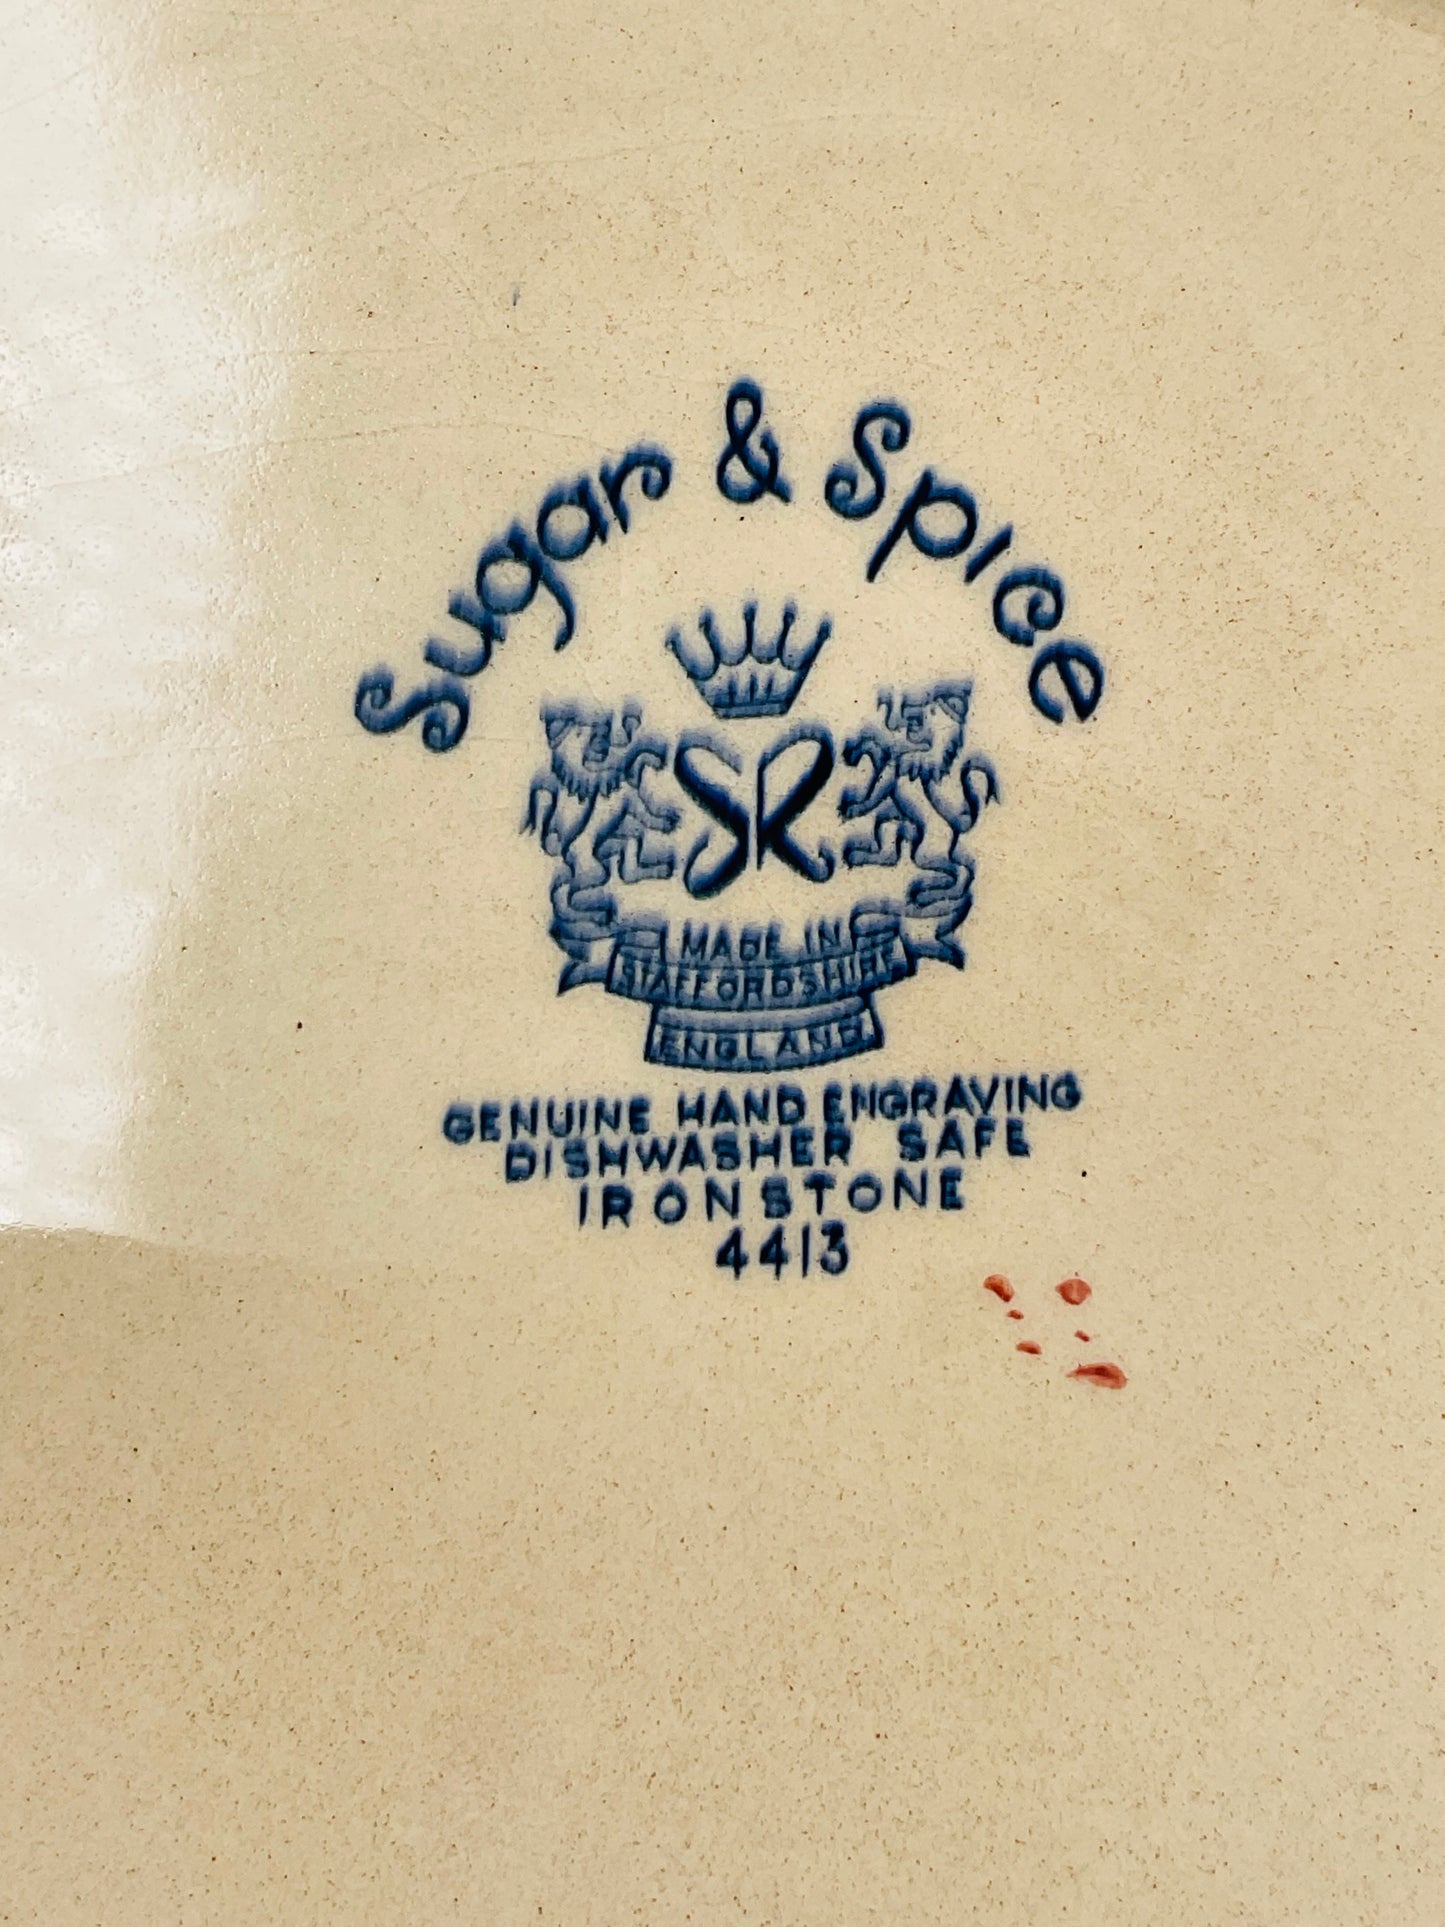 Sugar & Spice
SR
MADE IN
STAFFORDSHIRE
ENGLAND
GENUINE HAND ENGRAVING
DISHWASHER SAFE
IRONSTONE
4413